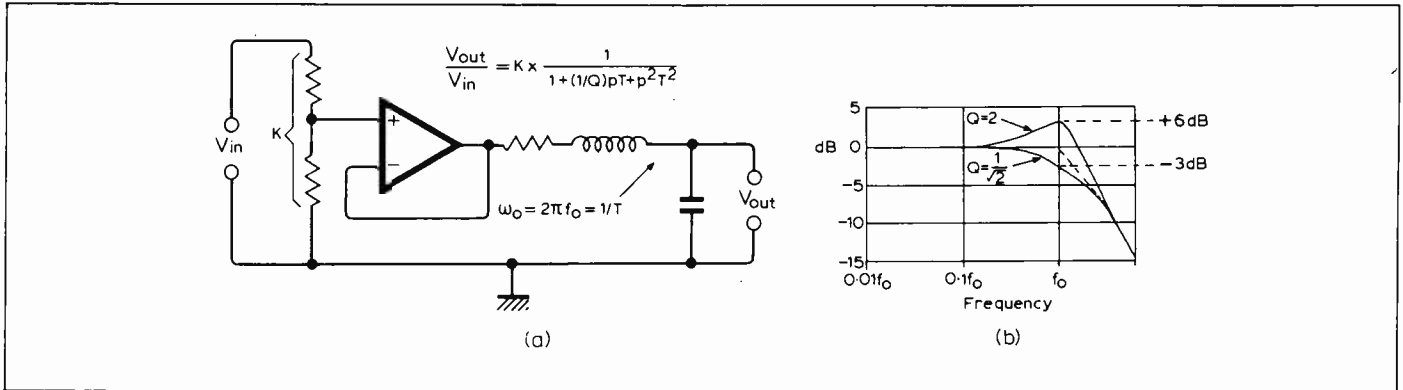 Vout/Vin = K x 1/(1+(1/Q)pT+p²T²)
K
Vin
+
−
ω₀ = 2πf₀ = 1/T
Vout
(a)
dB
5
0
−5
−10
−15
Q=2
Q=1/√2
+6dB
−3dB
0·01f₀
0·1f₀
f₀
Frequency
(b)